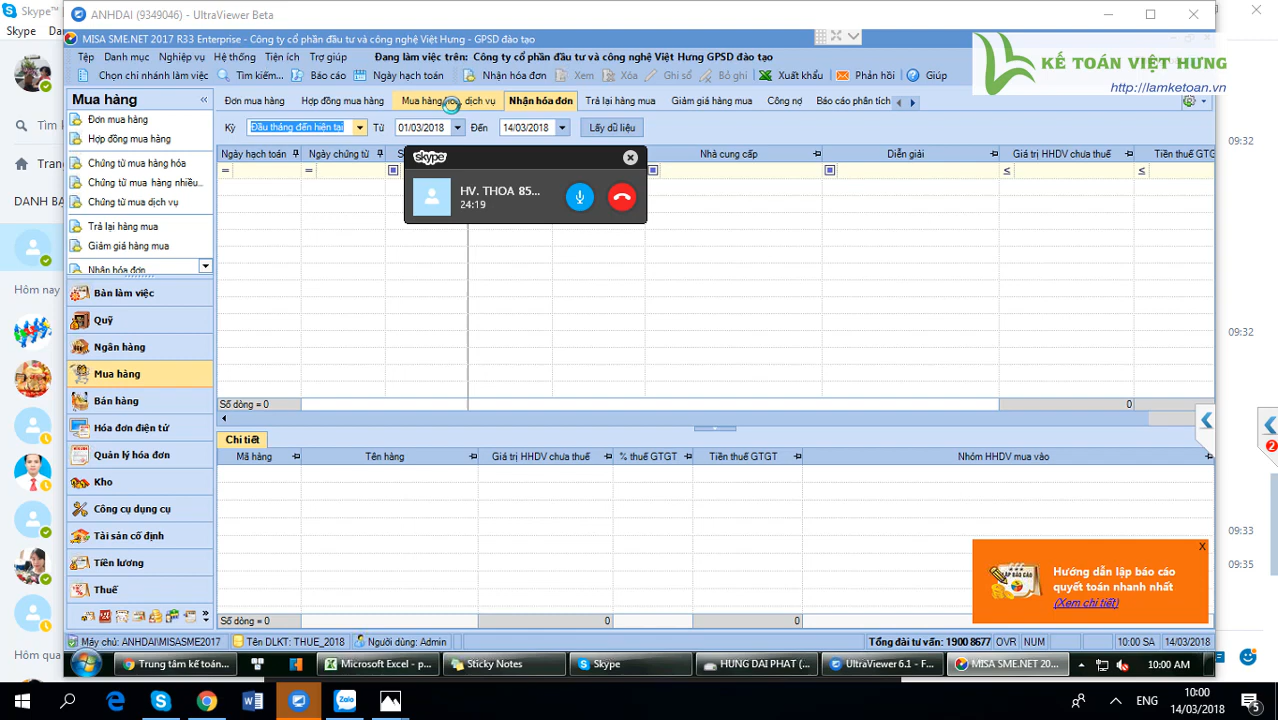 Skype™
ANHDAI (9349046) - UltraViewer Beta
Skype
MISA SME.NET 2017 R33 Enterprise - Công ty cổ phần đầu tư và công nghệ Việt Hưng - GPSD đào tạo
Tệp Danh mục Nghiệp vụ Hệ thống Tiện ích Trợ giúp Đang làm việc trên: Công ty cổ phần đầu tư và công nghệ Việt Hưng GPSD đào tạo
KẾ TOÁN VIỆT HƯNG
http://lamketoan.vn
Chọn chi nhánh làm việc Tìm kiếm... Báo cáo Ngày hạch toán Nhận hóa đơn Xem Xóa Ghi sổ Bỏ ghi Xuất khẩu Phản hồi Giúp
Mua hàng «
Đơn mua hàng Hợp đồng mua hàng Mua hàng hóa, dịch vụ Nhận hóa đơn Trả lại hàng mua Giảm giá hàng mua Công nợ Báo cáo phân tích
Kỳ Đầu tháng đến hiện tại Từ 01/03/2018 Đến 14/03/2018 Lấy dữ liệu
Ngày hạch toán Ngày chứng từ S Nhà cung cấp Diễn giải Giá trị HHDV chưa thuế Tiền thuế GTG
= = ≤ ≤
skype
HV. THOA 85...
24:19
Đơn mua hàng
Hợp đồng mua hàng
Chứng từ mua hàng hóa
Chứng từ mua hàng nhiều...
Chứng từ mua dịch vụ
Trả lại hàng mua
Giảm giá hàng mua
Nhận hóa đơn
Bàn làm việc
Quỹ
Ngân hàng
Mua hàng
Bán hàng
Hóa đơn điện tử
Quản lý hóa đơn
Kho
Công cụ dụng cụ
Tài sản cố định
Tiền lương
Thuế
Số dòng = 0 0
Chi tiết
Mã hàng Tên hàng Giá trị HHDV chưa thuế % thuế GTGT Tiền thuế GTGT Nhóm HHDV mua vào
Số dòng = 0 0 0
X
Hướng dẫn lập báo cáo
quyết toán nhanh nhất
(Xem chi tiết)
Tìm k
Trang
DANH BẠ
Hôm nay
Hôm qua
09:32
09:32
09:33
09:35
2
Máy chủ: ANHDAI\MISASME2017 Tên DLKT: THUE_2018 Người dùng: Admin Tổng đài tư vấn: 1900 8677 OVR NUM 10:00 SA 14/03/2018
Trung tâm kế toán... Microsoft Excel - p... Sticky Notes Skype HUNG DAI PHAT (... UltraViewer 6.1 - F... MISA SME.NET 20... 10:00 AM
ENG 10:00
14/03/2018
5